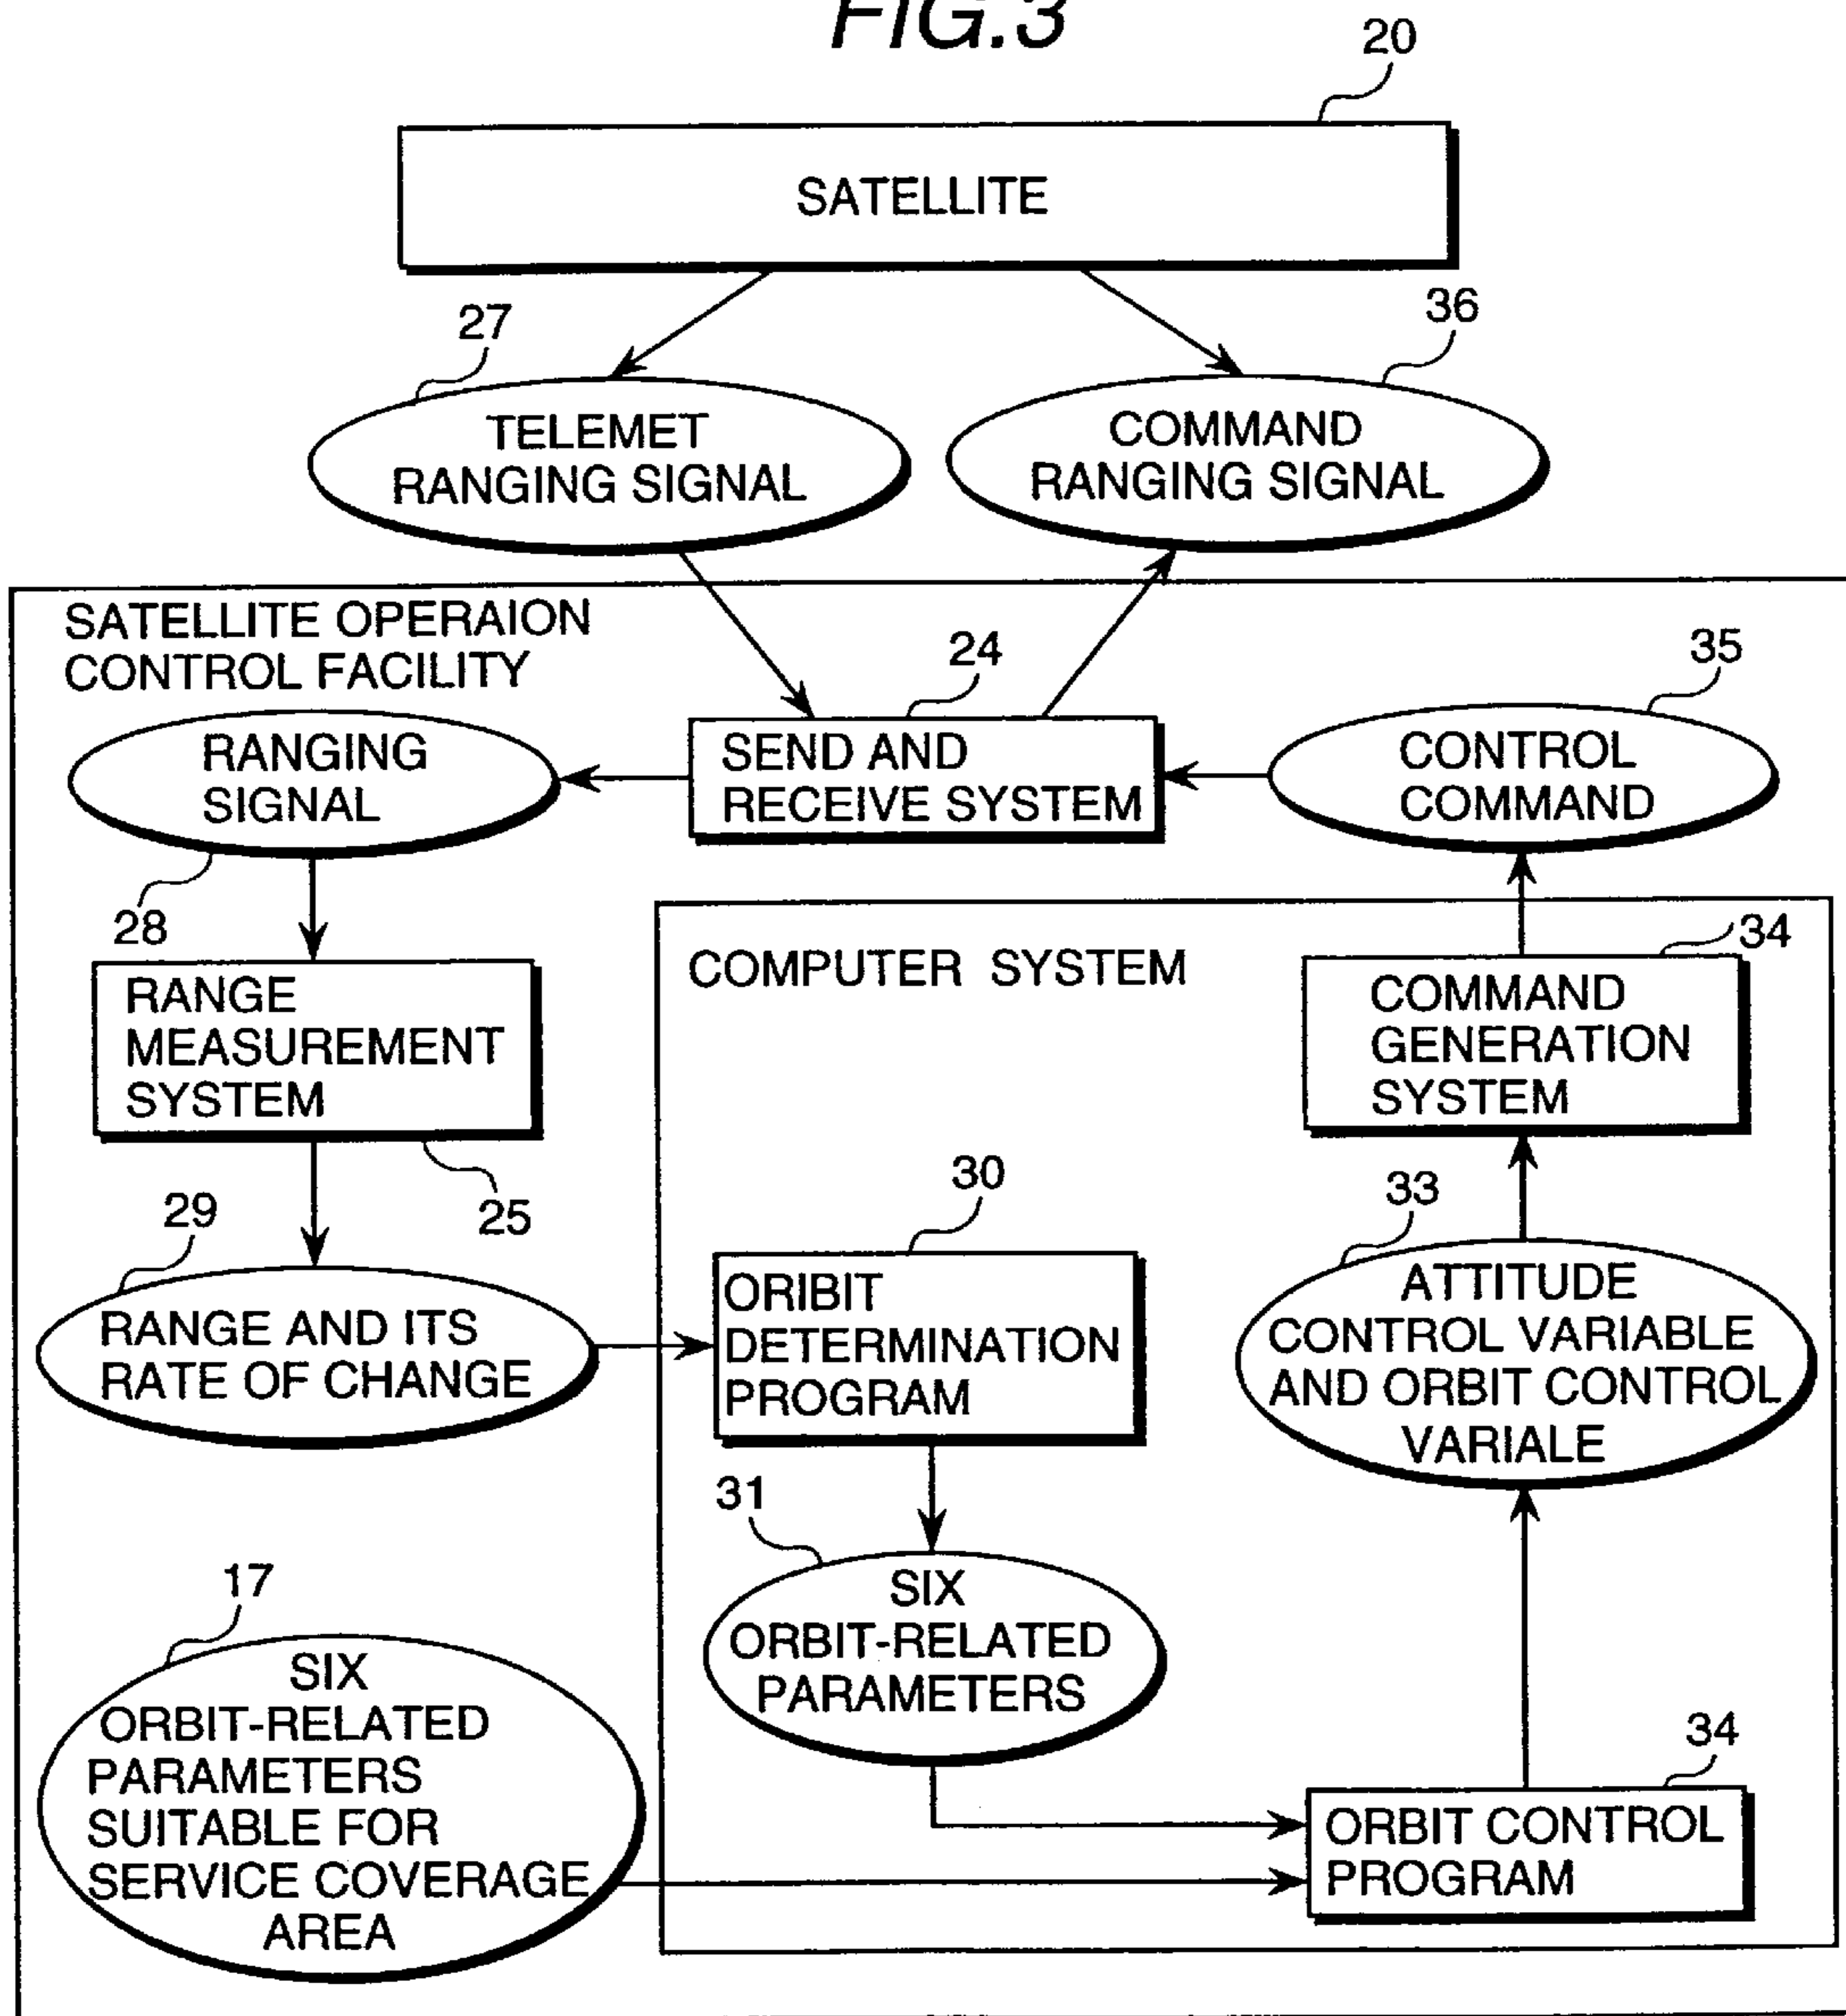 FIG.3
20
SATELLITE
27
36
TELEMET
RANGING SIGNAL
COMMAND
RANGING SIGNAL
SATELLITE OPERAION
CONTROL FACILITY
24
35
RANGING
SIGNAL
SEND AND
RECEIVE SYSTEM
CONTROL
COMMAND
28
COMPUTER SYSTEM
34
RANGE
MEASUREMENT
SYSTEM
COMMAND
GENERATION
SYSTEM
25
29
30
33
RANGE AND ITS
RATE OF CHANGE
ORIBIT
DETERMINATION
PROGRAM
ATTITUDE
CONTROL VARIABLE
AND ORBIT CONTROL
VARIALE
31
17
SIX
ORBIT-RELATED
PARAMETERS
SIX
ORBIT-RELATED
PARAMETERS
SUITABLE FOR
SERVICE COVERAGE
AREA
34
ORBIT CONTROL
PROGRAM